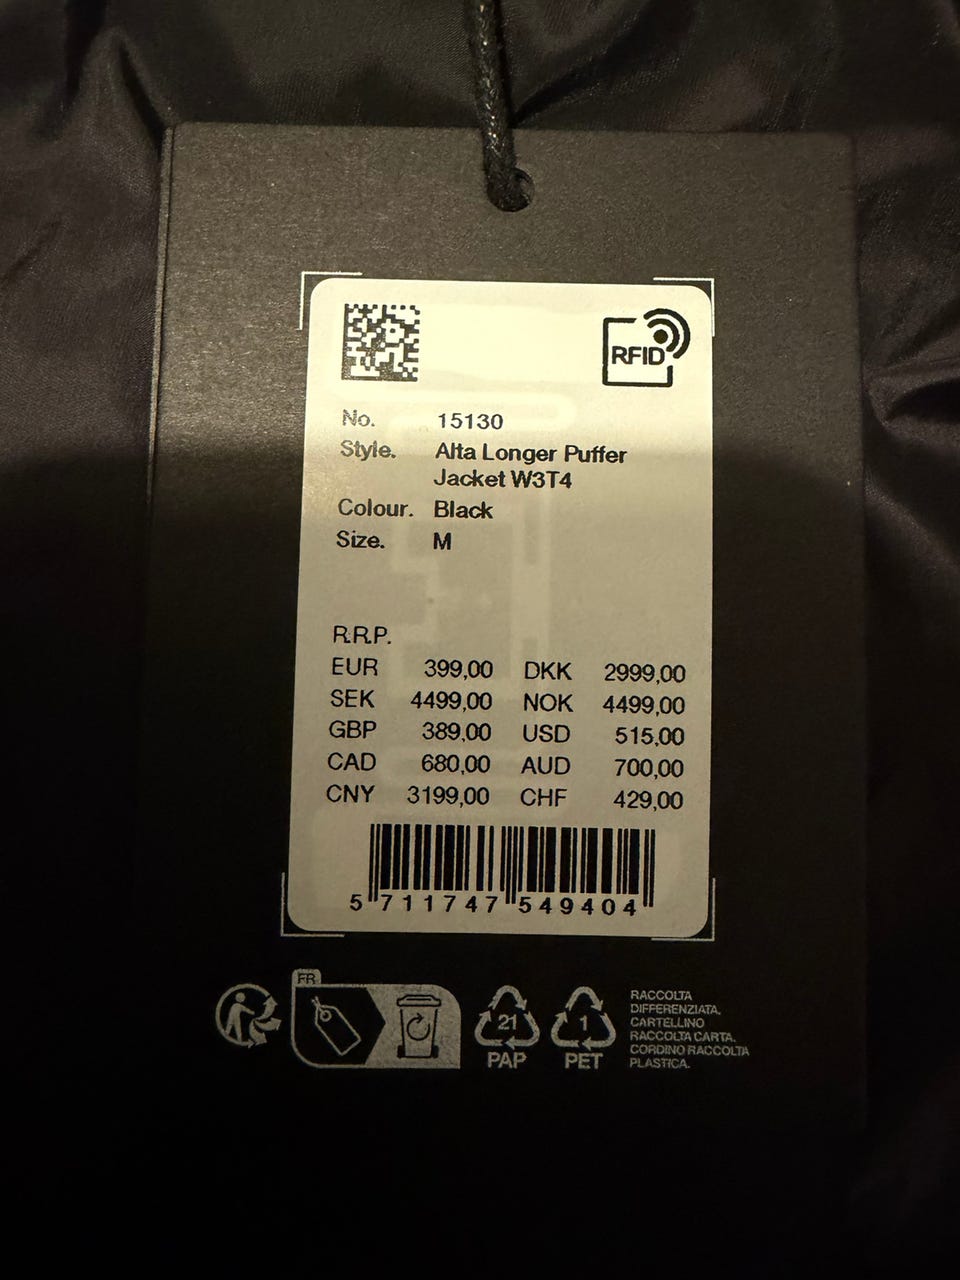 RFID
No. 15130
Style. Alta Longer Puffer
Jacket W3T4
Colour. Black
Size. M
R.R.P.
EUR 399,00 DKK 2999,00
SEK 4499,00 NOK 4499,00
GBP 389,00 USD 515,00
CAD 680,00 AUD 700,00
CNY 3199,00 CHF 429,00
5 711747 549404
FR
21
PAP
1
PET
RACCOLTA
DIFFERENZIATA.
CARTELLINO
RACCOLTA CARTA.
CORDINO RACCOLTA
PLASTICA.